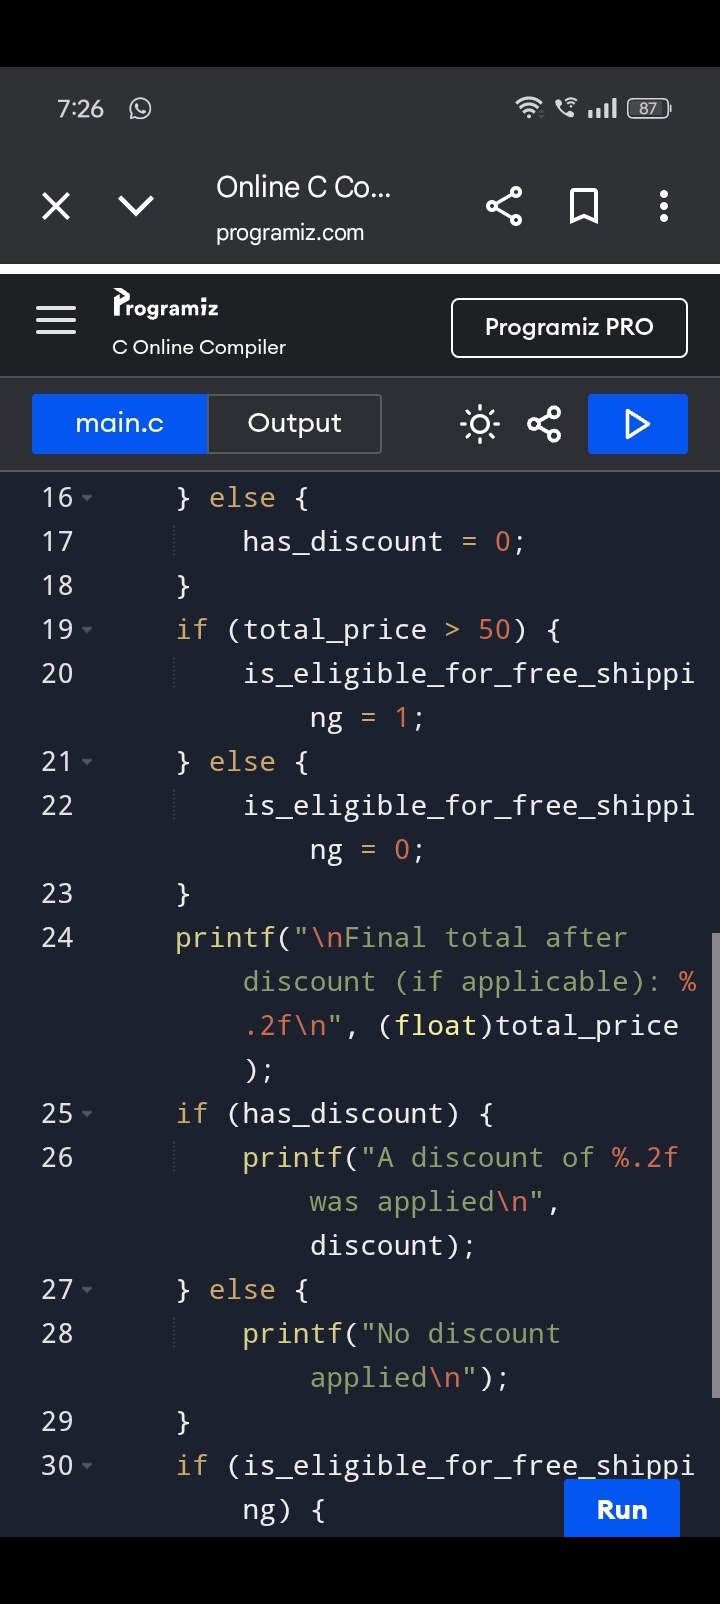 7:26
87
Online C Co...
programiz.com
Programiz
C Online Compiler
Programiz PRO
main.c
Output
16 } else {
17 has_discount = 0;
18 }
19 if (total_price > 50) {
20 is_eligible_for_free_shippi
ng = 1;
21 } else {
22 is_eligible_for_free_shippi
ng = 0;
23 }
24 printf("\nFinal total after
discount (if applicable): %
.2f\n", (float)total_price
);
25 if (has_discount) {
26 printf("A discount of %.2f
was applied\n",
discount);
27 } else {
28 printf("No discount
applied\n");
29 }
30 if (is_eligible_for_free_shippi
ng) {
Run